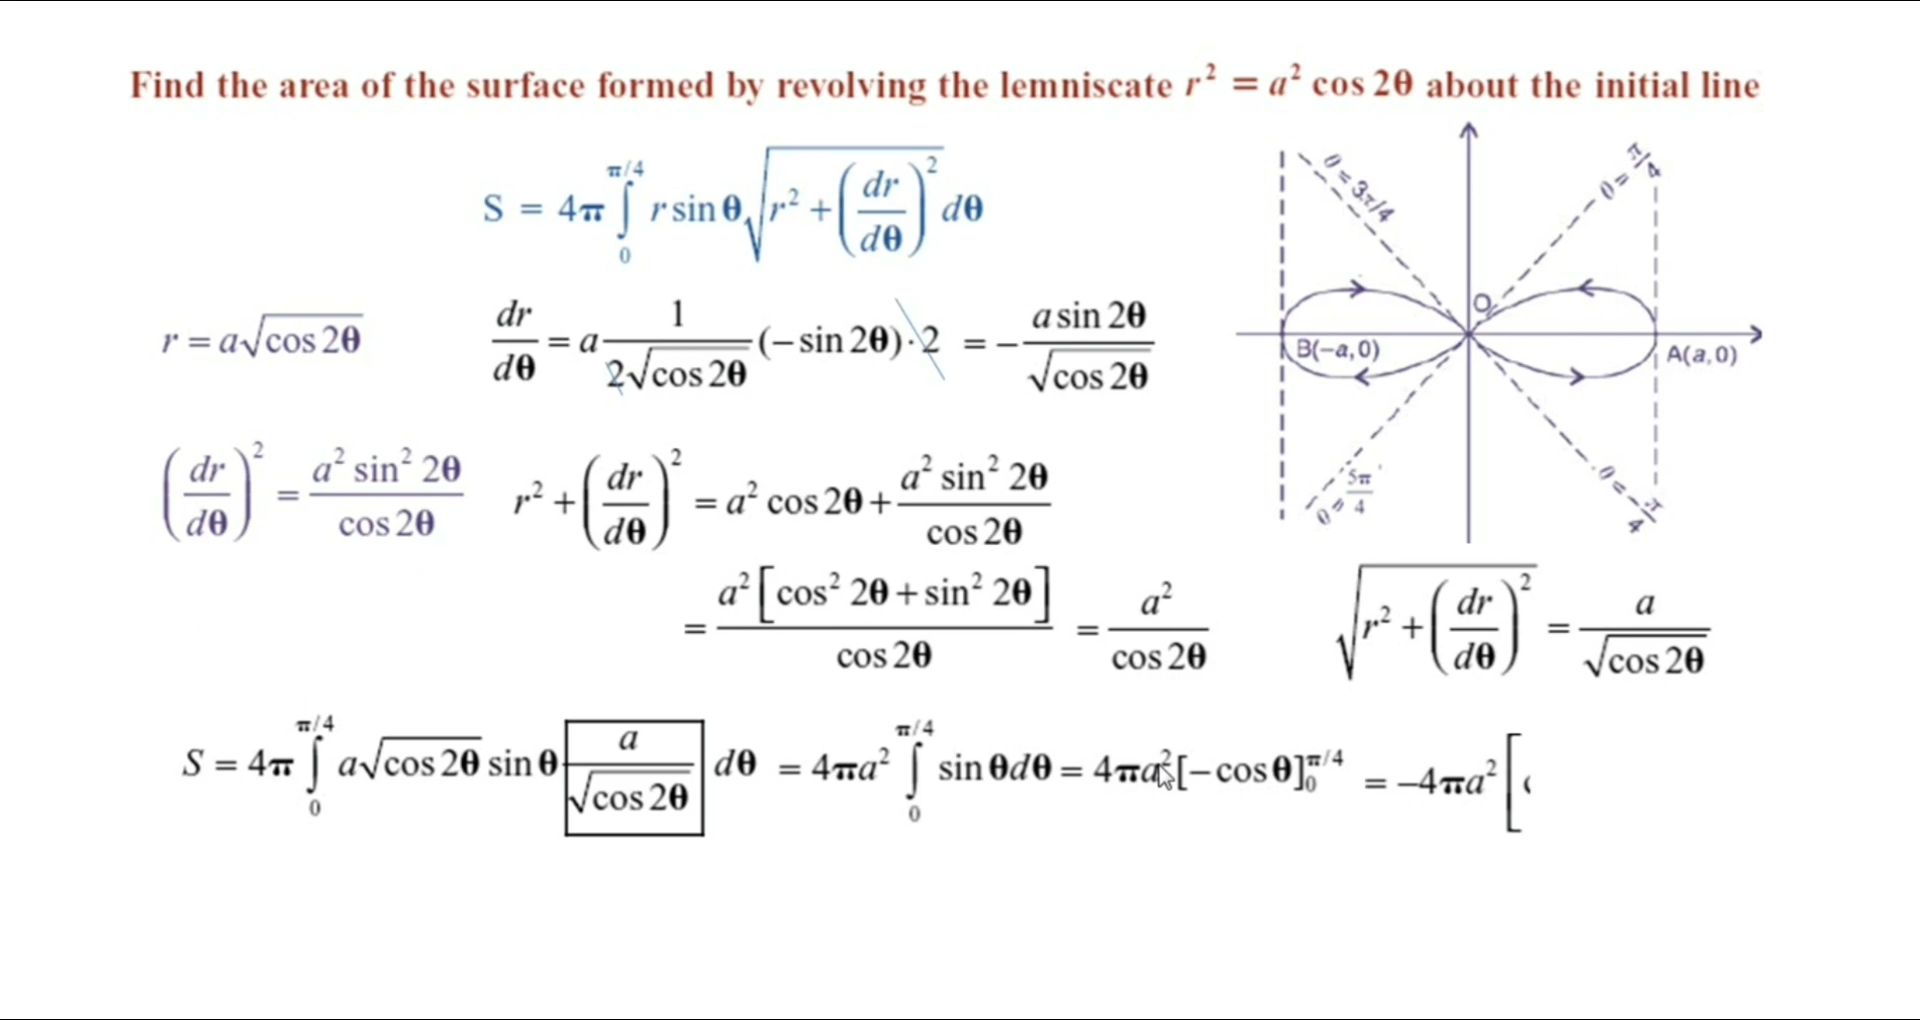 Find the area of the surface formed by revolving the lemniscate r² = a² cos 2θ about the initial line
S = 4π ∫₀^{π/4} r sin θ √(r² + (dr/dθ)²) dθ
r = a√(cos 2θ)
dr/dθ = a 1/(2√(cos 2θ)) (− sin 2θ) · 2 = − a sin 2θ/√(cos 2θ)
(dr/dθ)² = a² sin² 2θ/cos 2θ
r² + (dr/dθ)² = a² cos 2θ + a² sin² 2θ/cos 2θ
= a² [cos² 2θ + sin² 2θ]/cos 2θ = a²/cos 2θ
√(r² + (dr/dθ)²) = a/√(cos 2θ)
S = 4π ∫₀^{π/4} a√(cos 2θ) sin θ a/√(cos 2θ) dθ = 4πa² ∫₀^{π/4} sin θdθ = 4πa² [− cos θ]₀^{π/4} = −4πa² [
θ = 3π/4
θ = π/4
O
B(−a, 0)
A(a, 0)
θ = 5π/4
θ = −π/4